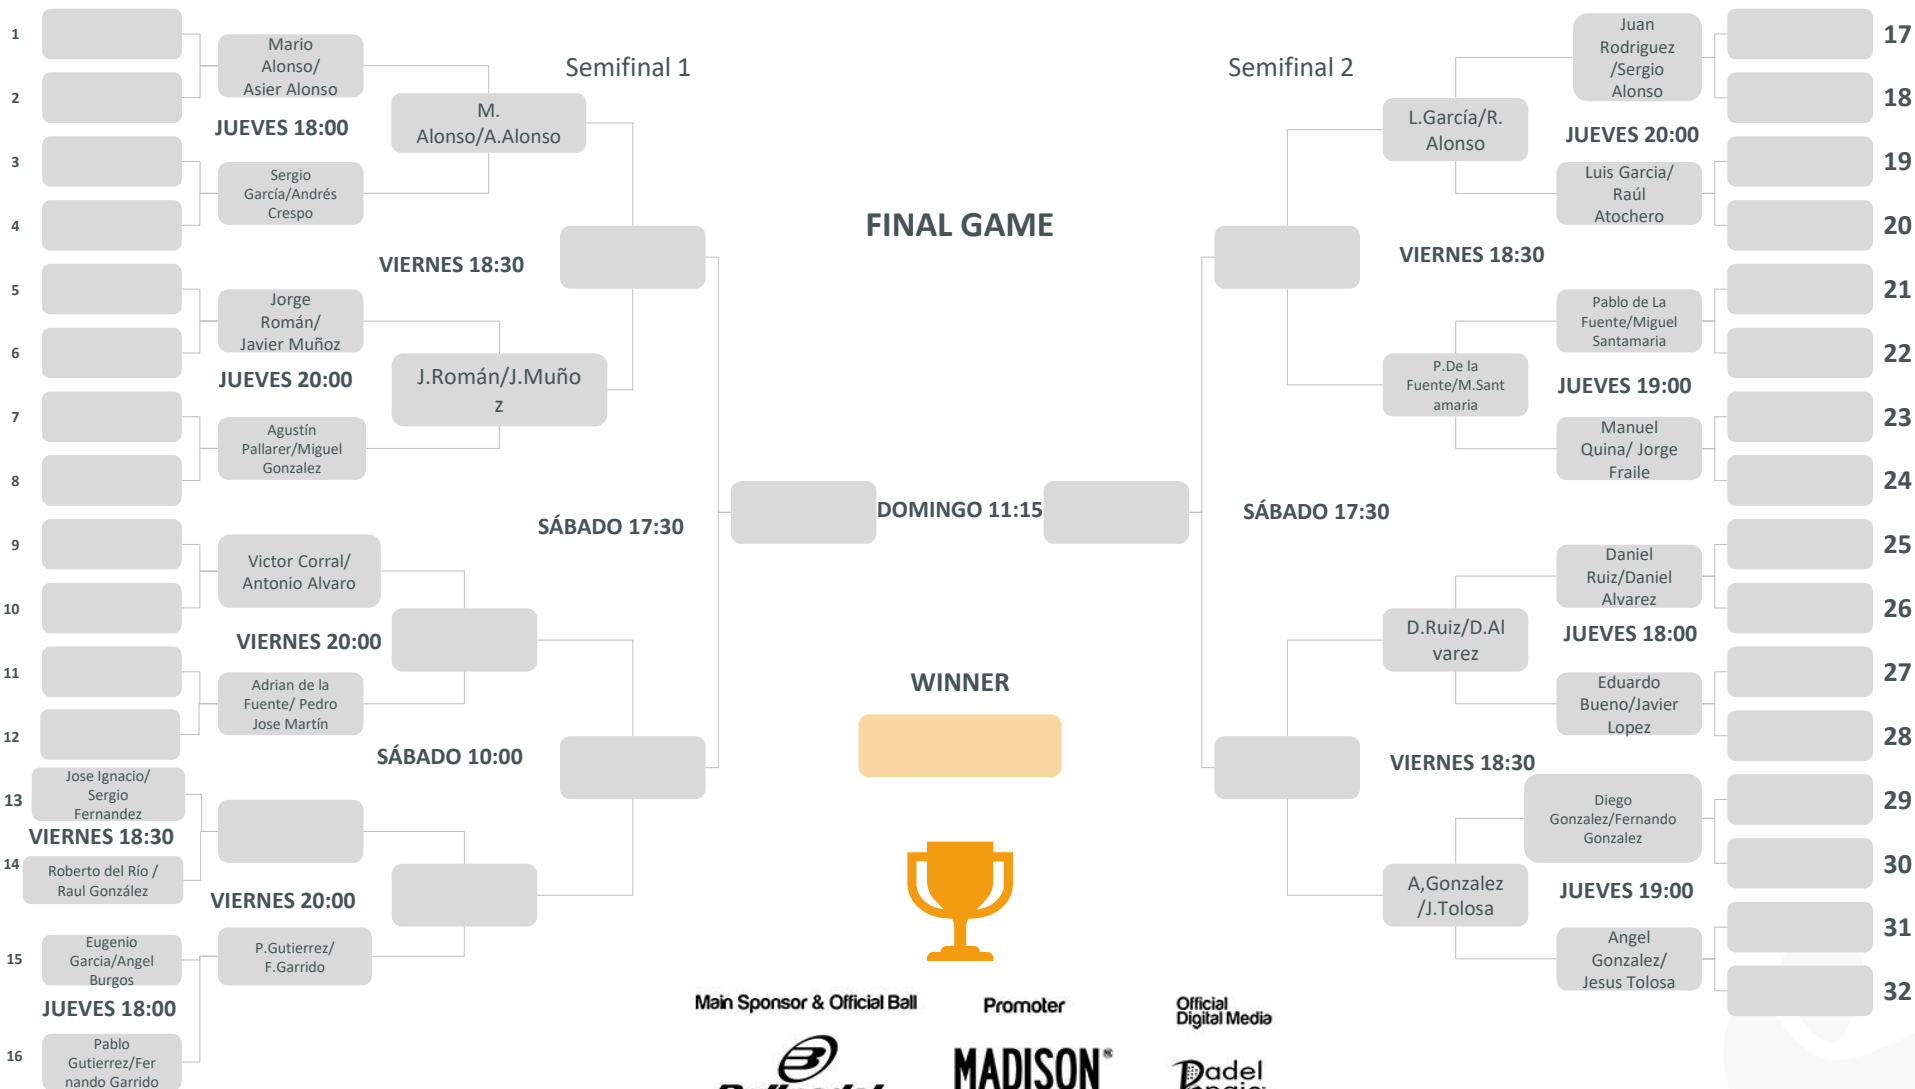 1
2
3
4
5
6
7
8
9
10
11
12
13
14
15
16
Jose Ignacio/
Sergio
Fernandez
VIERNES 18:30
Roberto del Río /
Raul González
Eugenio
Garcia/Angel
Burgos
JUEVES 18:00
Pablo
Gutierrez/Fer
nando Garrido
Mario
Alonso/
Asier Alonso
JUEVES 18:00
Sergio
García/Andrés
Crespo
Jorge
Román/
Javier Muñoz
JUEVES 20:00
Agustín
Pallarer/Miguel
Gonzalez
Victor Corral/
Antonio Alvaro
VIERNES 20:00
Adrian de la
Fuente/ Pedro
Jose Martín
VIERNES 20:00
P.Gutierrez/
F.Garrido
M.
Alonso/A.Alonso
VIERNES 18:30
J.Román/J.Muño
z
SÁBADO 10:00
Semifinal 1
SÁBADO 17:30
FINAL GAME
DOMINGO 11:15
WINNER
Main Sponsor & Official Ball
Promoter
MADISON
Official
Digital Media
Padel
Semifinal 2
SÁBADO 17:30
L.García/R.
Alonso
VIERNES 18:30
P.De la
Fuente/M.Sant
amaria
D.Ruiz/D.Al
varez
VIERNES 18:30
A,Gonzalez
/J.Tolosa
Juan
Rodriguez
/Sergio
Alonso
JUEVES 20:00
Luis Garcia/
Raúl
Atochero
Pablo de La
Fuente/Miguel
Santamaria
JUEVES 19:00
Manuel
Quina/ Jorge
Fraile
Daniel
Ruiz/Daniel
Alvarez
JUEVES 18:00
Eduardo
Bueno/Javier
Lopez
Diego
Gonzalez/Fernando
Gonzalez
JUEVES 19:00
Angel
Gonzalez/
Jesus Tolosa
17
18
19
20
21
22
23
24
25
26
27
28
29
30
31
32